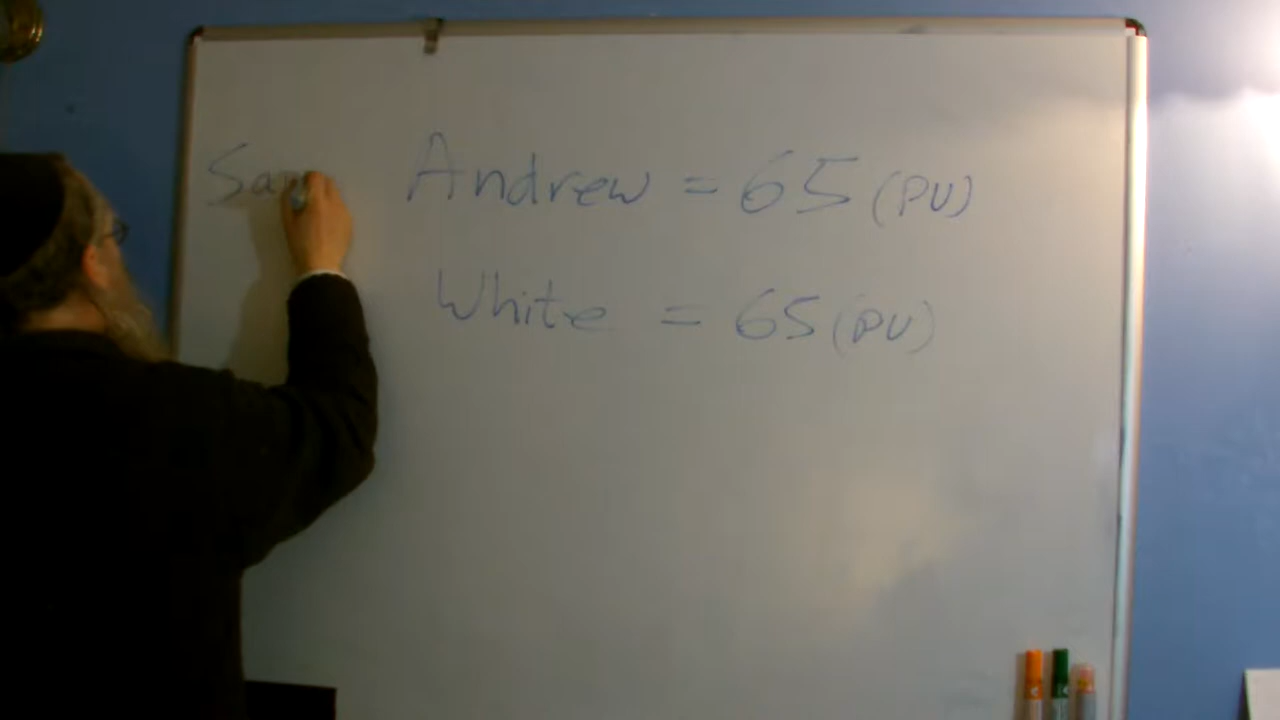 Sam Andrew = 65 (PU)
White = 65 (PU)